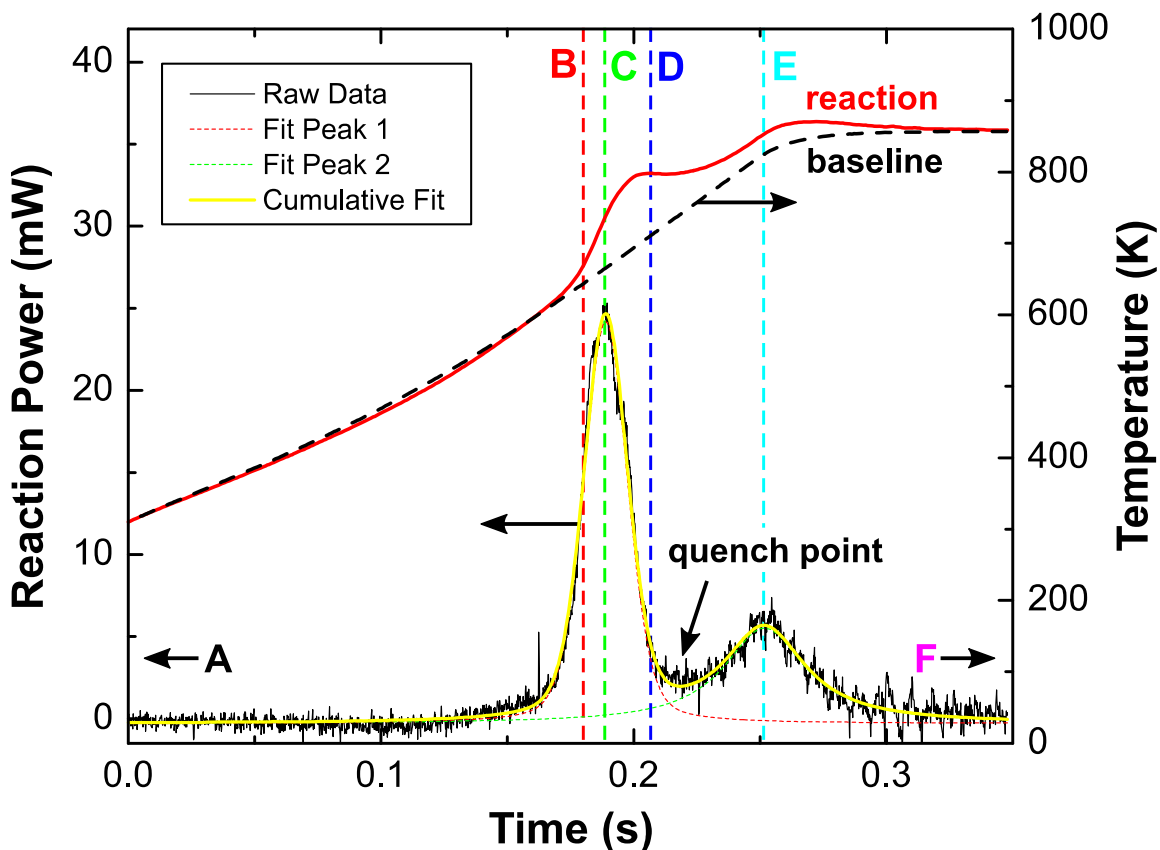 B C D E
Raw Data
Fit Peak 1
Fit Peak 2
Cumulative Fit
reaction
baseline
quench point
A
F
Reaction Power (mW)
40
30
20
10
0
Temperature (K)
1000
800
600
400
200
0
0.0 0.1 0.2 0.3
Time (s)